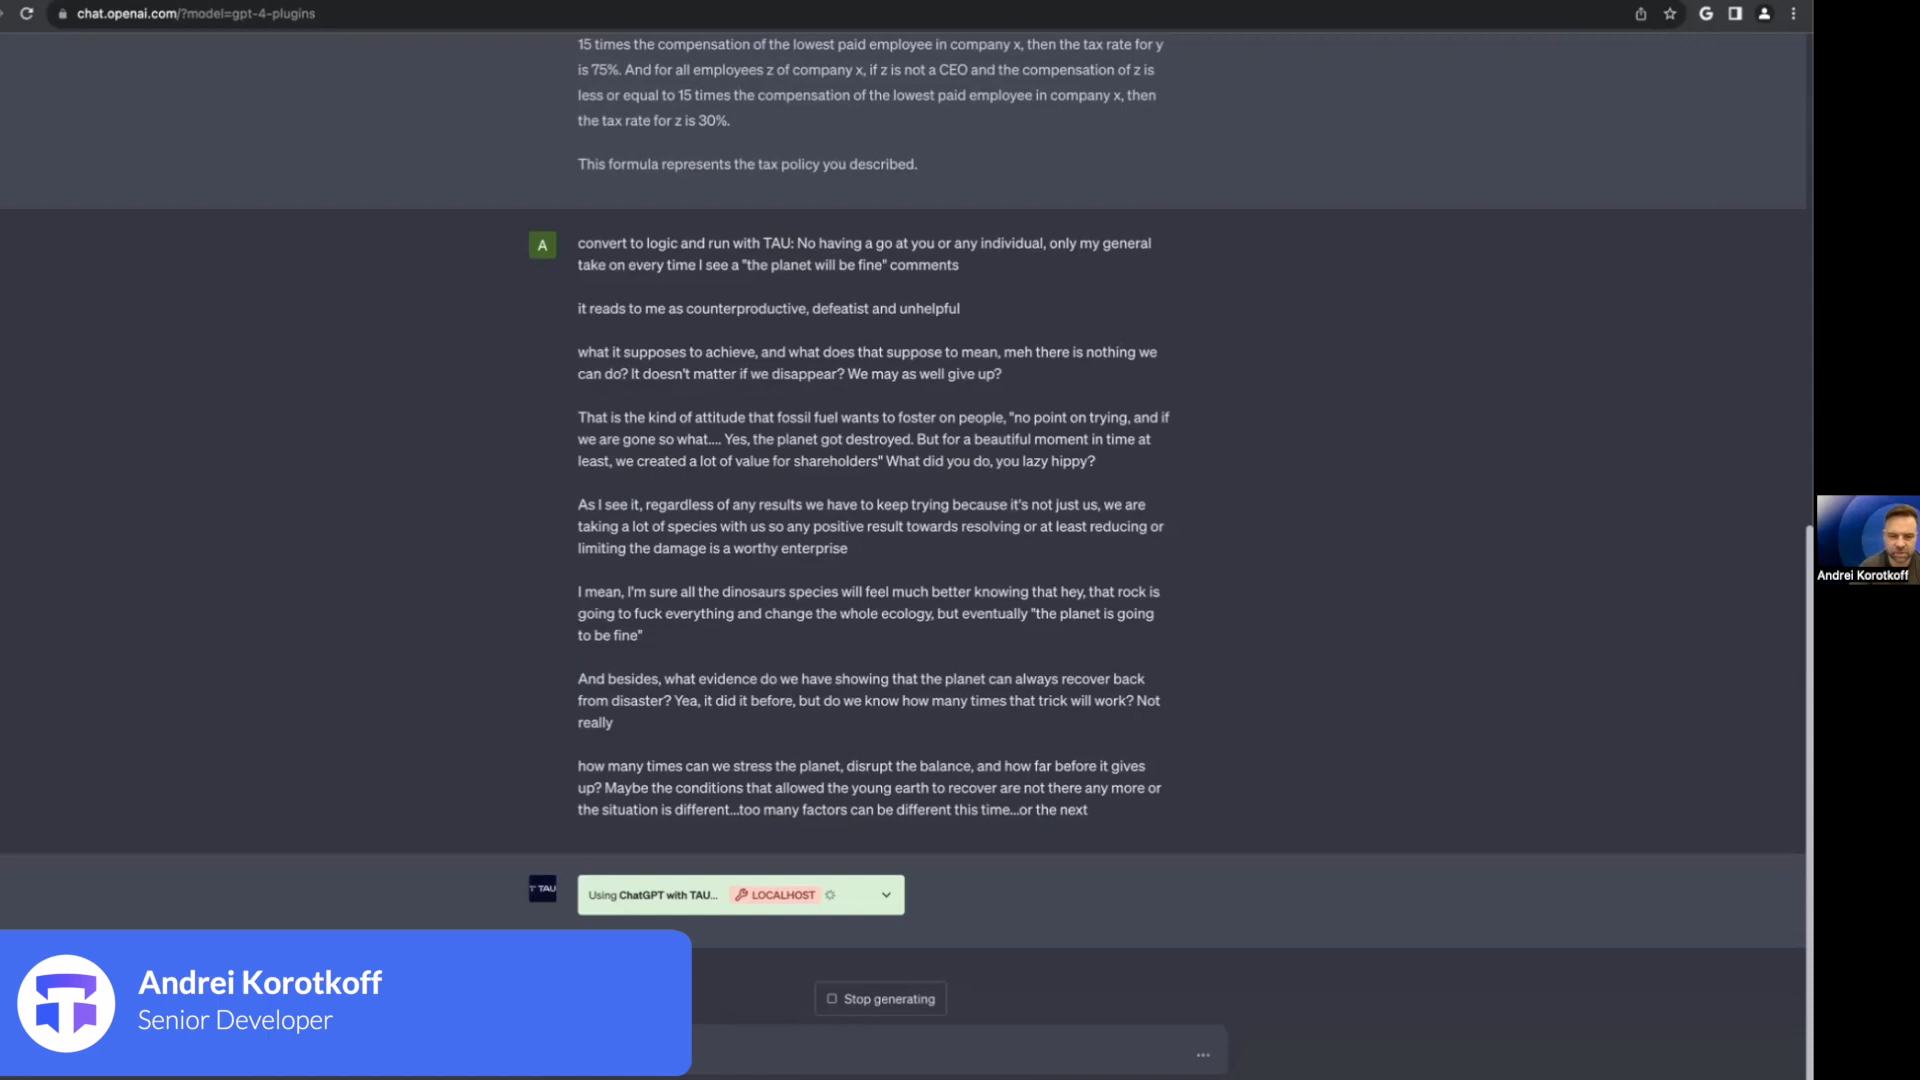 chat.openai.com/?model=gpt-4-plugins
15 times the compensation of the lowest paid employee in company x, then the tax rate for y
is 75%. And for all employees z of company x, if z is not a CEO and the compensation of z is
less or equal to 15 times the compensation of the lowest paid employee in company x, then
the tax rate for z is 30%.
This formula represents the tax policy you described.
A
convert to logic and run with TAU: No having a go at you or any individual, only my general
take on every time I see a "the planet will be fine" comments
it reads to me as counterproductive, defeatist and unhelpful
what it supposes to achieve, and what does that suppose to mean, meh there is nothing we
can do? It doesn't matter if we disappear? We may as well give up?
That is the kind of attitude that fossil fuel wants to foster on people, "no point on trying, and if
we are gone so what.... Yes, the planet got destroyed. But for a beautiful moment in time at
least, we created a lot of value for shareholders" What did you do, you lazy hippy?
As I see it, regardless of any results we have to keep trying because it's not just us, we are
taking a lot of species with us so any positive result towards resolving or at least reducing or
limiting the damage is a worthy enterprise
I mean, I'm sure all the dinosaurs species will feel much better knowing that hey, that rock is
going to fuck everything and change the whole ecology, but eventually "the planet is going
to be fine"
And besides, what evidence do we have showing that the planet can always recover back
from disaster? Yea, it did it before, but do we know how many times that trick will work? Not
really
how many times can we stress the planet, disrupt the balance, and how far before it gives
up? Maybe the conditions that allowed the young earth to recover are not there any more or
the situation is different...too many factors can be different this time...or the next
TAU
Using ChatGPT with TAU... LOCALHOST
Stop generating
Andrei Korotkoff
Andrei Korotkoff
Senior Developer